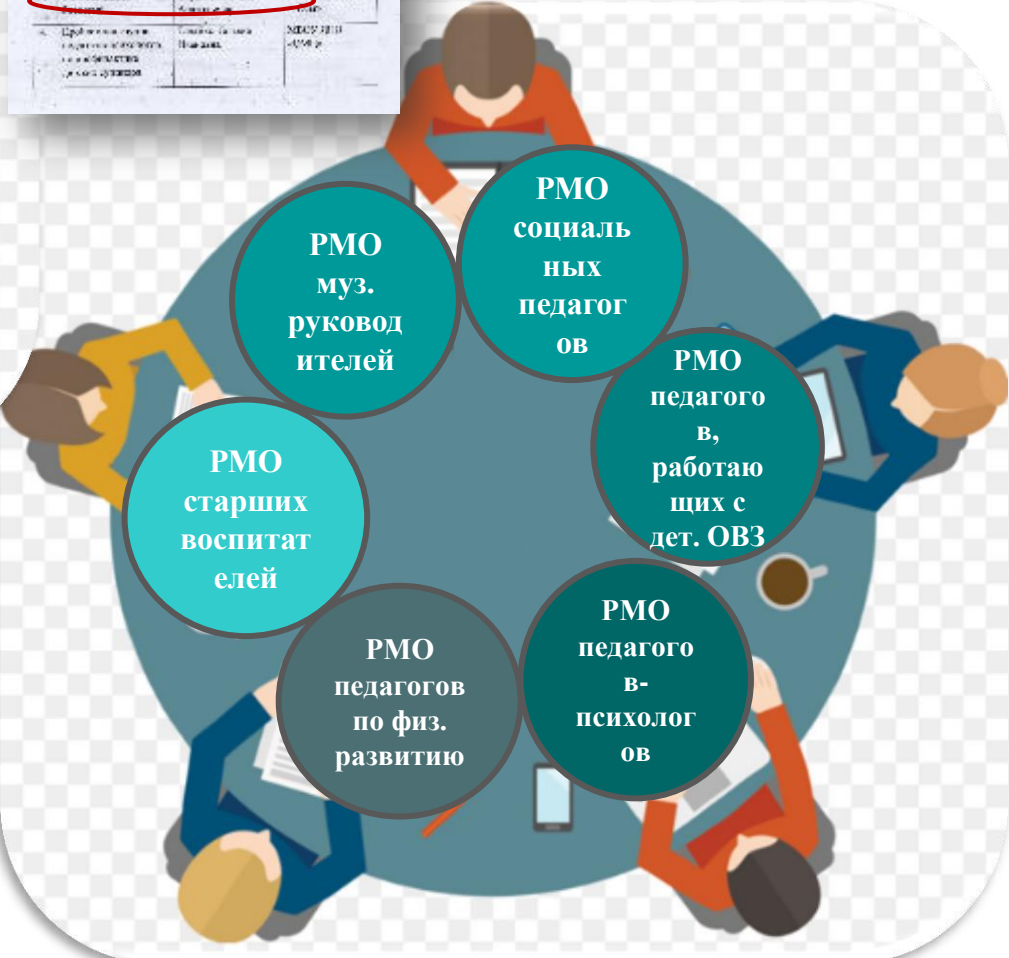 РМО
социаль
ных
педагог
ов
РМО
муз.
руковод
ителей
РМО
педагого
в,
работаю
щих с
дет. ОВЗ
РМО
старших
воспитат
елей
РМО
педагого
в-
психолог
ов
РМО
педагогов
по физ.
развитию